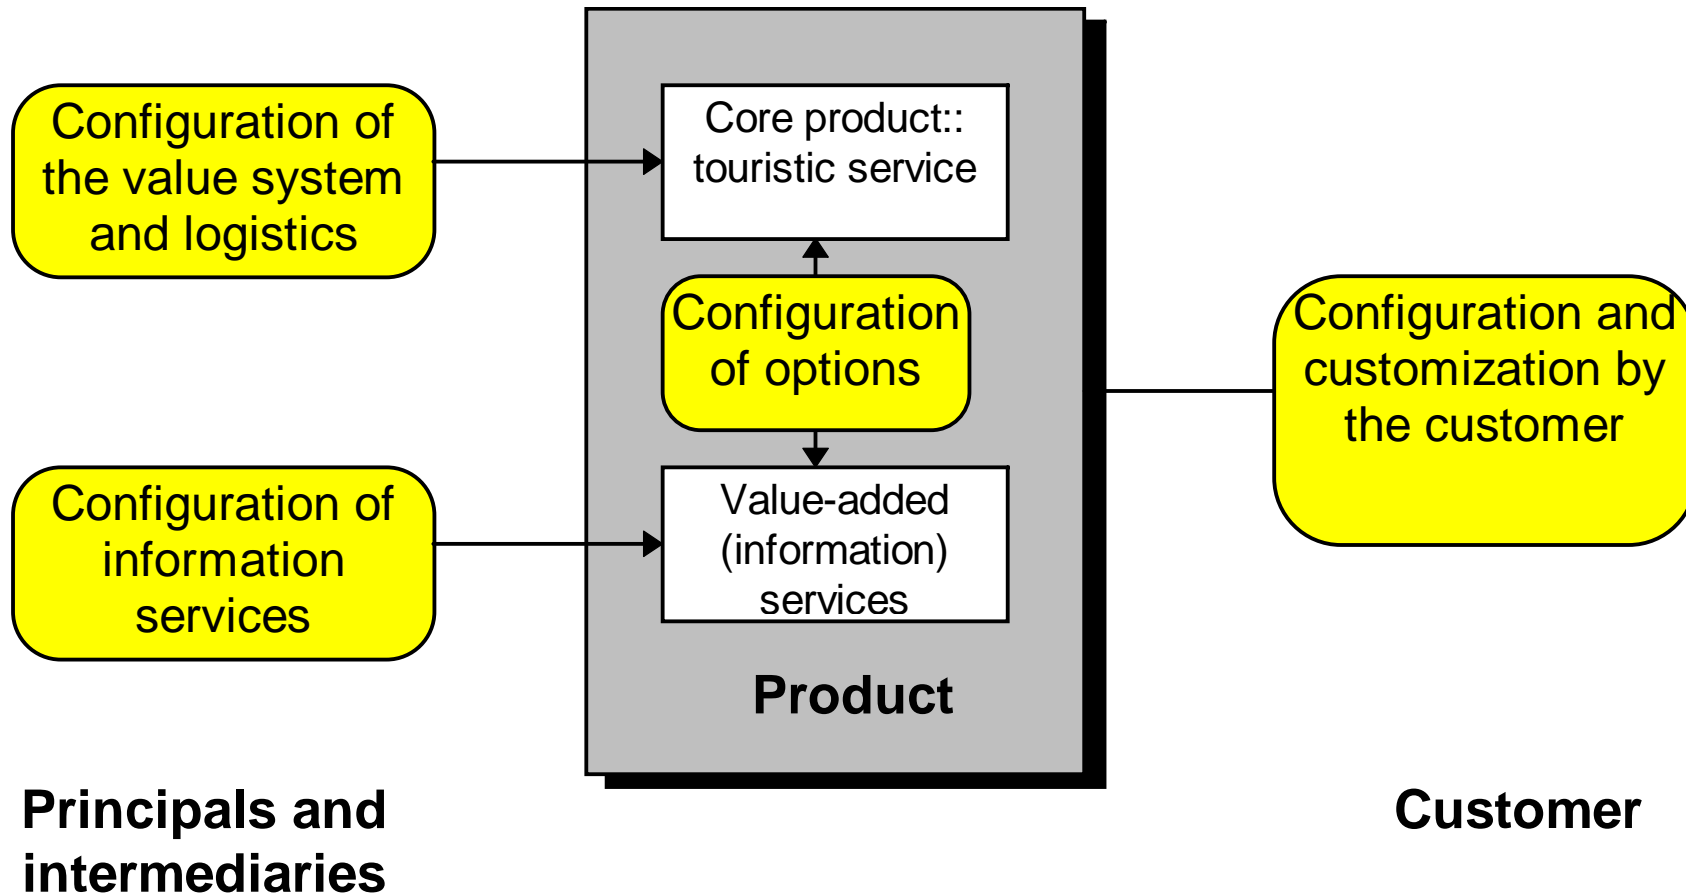 Configuration of
the value system
and logistics
Core product::
touristic service
Configuration
of options
Configuration and
customization by
the customer
Configuration of
information
services
Value-added
(information)
services
Product
Principals and
intermediaries
Customer